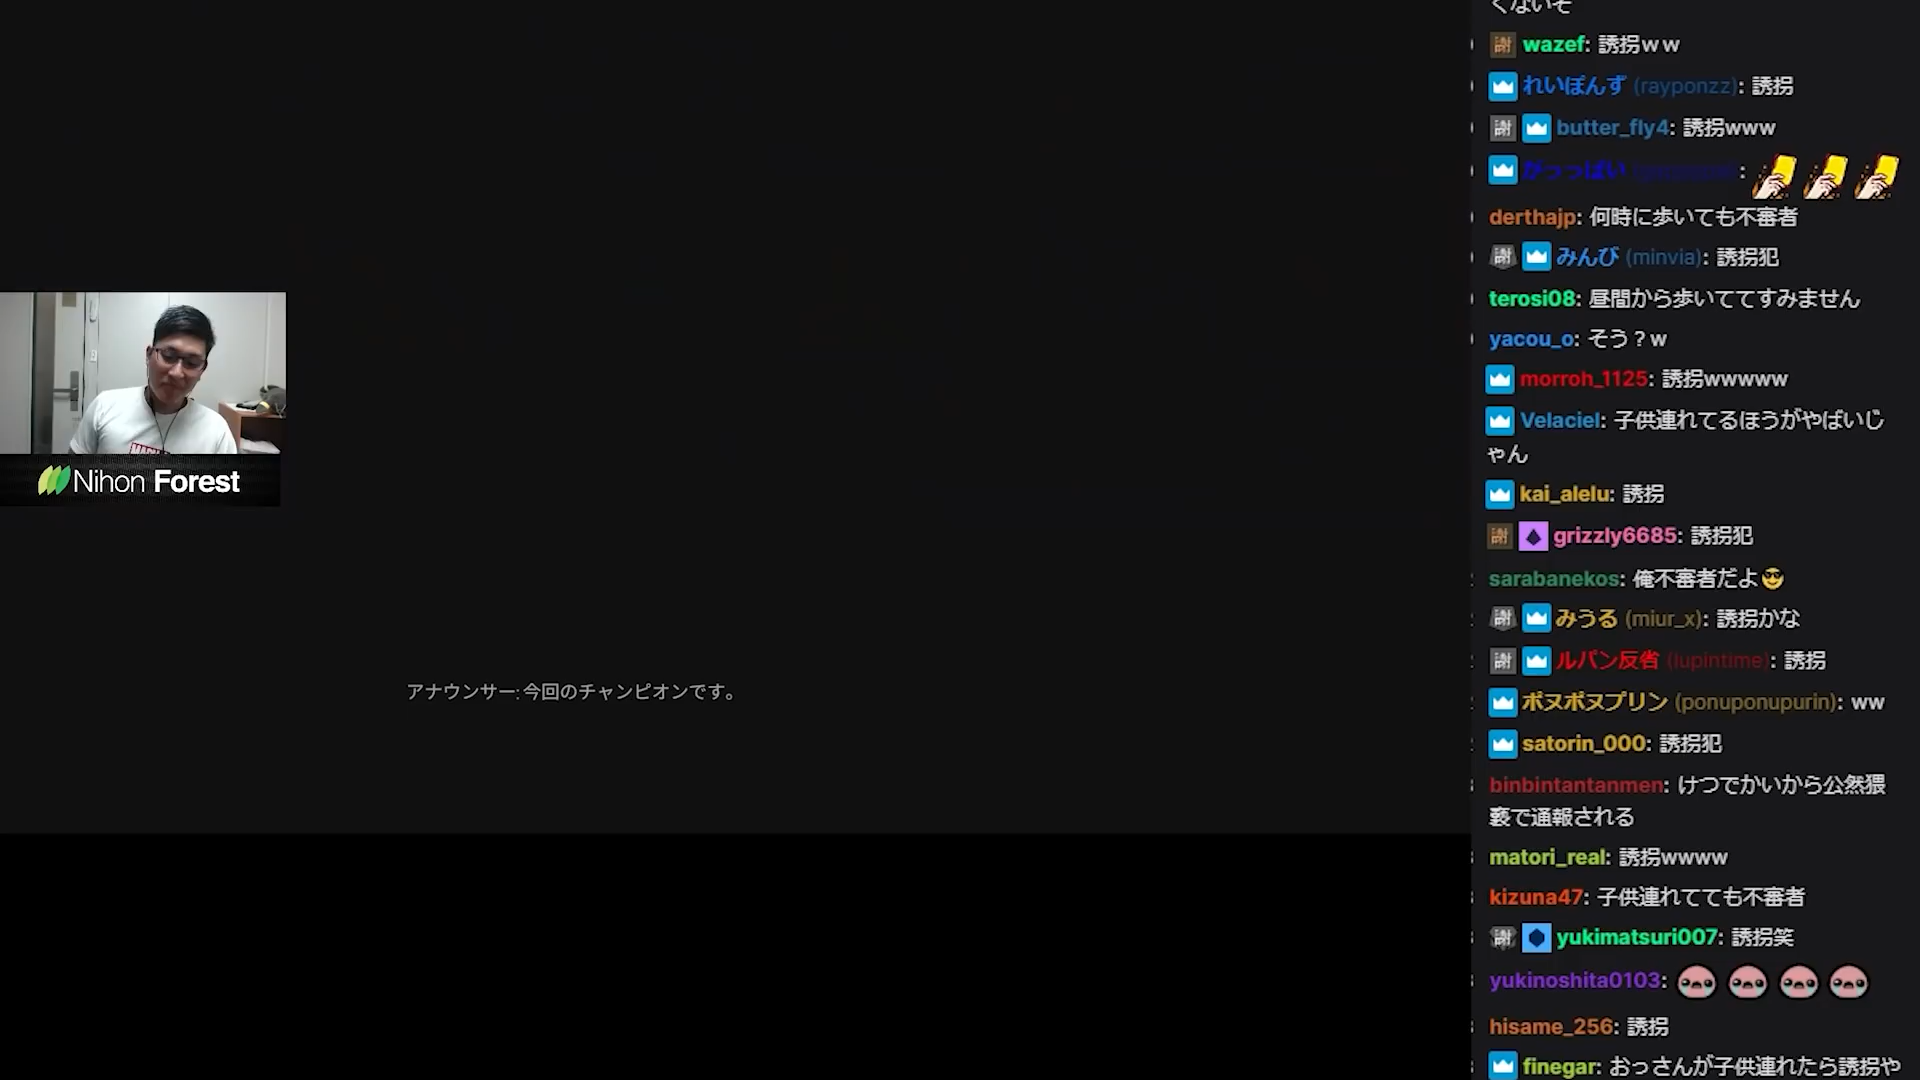 くないぞ
wazef: 誘拐ｗｗ
れいぽんず (rayponzz): 誘拐
butter_fly4: 誘拐www
がっっぱい
derthajp: 何時に歩いても不審者
みんび (minvia): 誘拐犯
terosi08: 昼間から歩いててすみません
yacou_o: そう？w
morroh_1125: 誘拐wwwww
Velaciel: 子供連れてるほうがやばいじ
ゃん
kai_alelu: 誘拐
grizzly6685: 誘拐犯
sarabanekos: 俺不審者だよ😎
みうる (miur_x): 誘拐かな
ルパン反省 (lupintime): 誘拐
ポヌポヌプリン (ponuponupurin): ww
satorin_000: 誘拐犯
binbintantanmen: けつでかいから公然猥
褻で通報される
matori_real: 誘拐wwww
kizuna47: 子供連れてても不審者
yukimatsuri007: 誘拐笑
yukinoshita0103:
hisame_256: 誘拐
finegar: おっさんが子供連れたら誘拐や
Nihon Forest
アナウンサー: 今回のチャンピオンです。